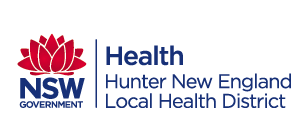 NSW
GOVERNMENT
Health
Hunter New England
Local Health District